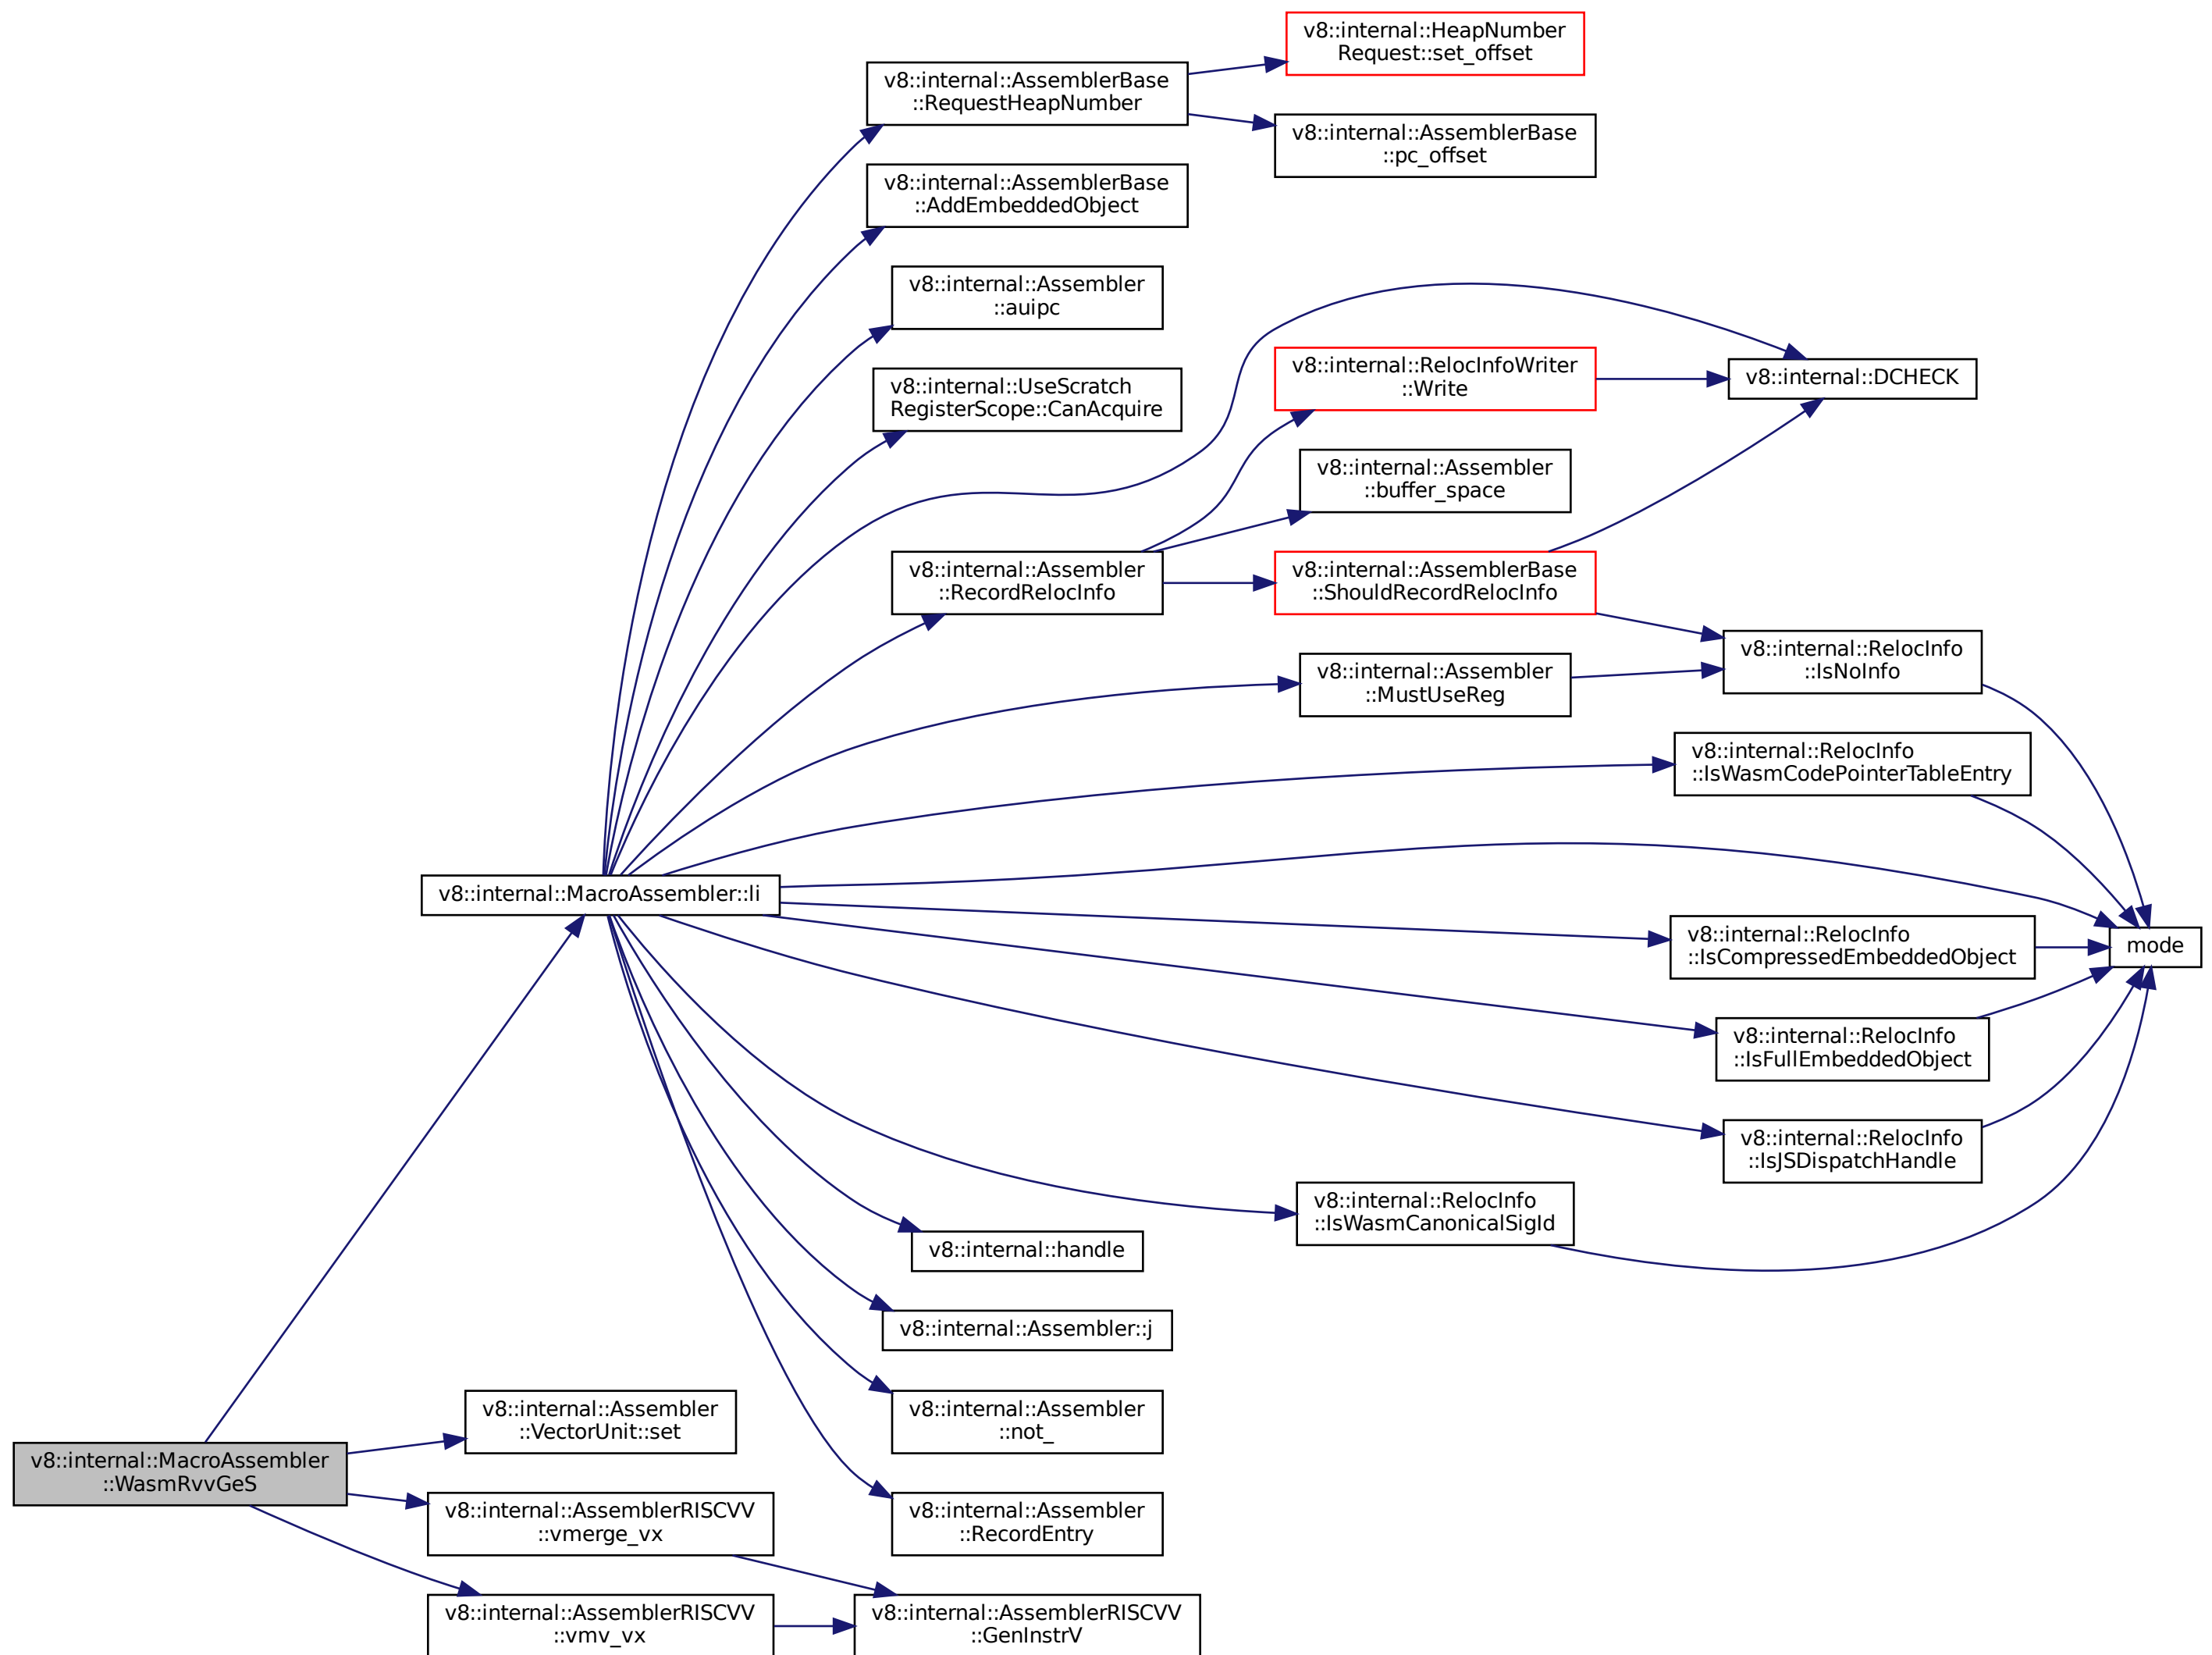 v8::internal::HeapNumber
Request::set_offset
v8::internal::AssemblerBase
::RequestHeapNumber
v8::internal::AssemblerBase
::pc_offset
v8::internal::AssemblerBase
::AddEmbeddedObject
v8::internal::Assembler
::auipc
v8::internal::RelocInfoWriter
::Write
v8::internal::DCHECK
v8::internal::UseScratch
RegisterScope::CanAcquire
v8::internal::Assembler
::buffer_space
v8::internal::Assembler
::RecordRelocInfo
v8::internal::AssemblerBase
::ShouldRecordRelocInfo
v8::internal::RelocInfo
::IsNoInfo
v8::internal::Assembler
::MustUseReg
v8::internal::RelocInfo
::IsWasmCodePointerTableEntry
v8::internal::MacroAssembler::li
v8::internal::RelocInfo
::IsCompressedEmbeddedObject
mode
v8::internal::RelocInfo
::IsFullEmbeddedObject
v8::internal::RelocInfo
::IsJSDispatchHandle
v8::internal::RelocInfo
::IsWasmCanonicalSigId
v8::internal::handle
v8::internal::Assembler::j
v8::internal::Assembler
::VectorUnit::set
v8::internal::Assembler
::not_
v8::internal::MacroAssembler
::WasmRvvGeS
v8::internal::AssemblerRISCVV
::vmerge_vx
v8::internal::Assembler
::RecordEntry
v8::internal::AssemblerRISCVV
::vmv_vx
v8::internal::AssemblerRISCVV
::GenInstrV